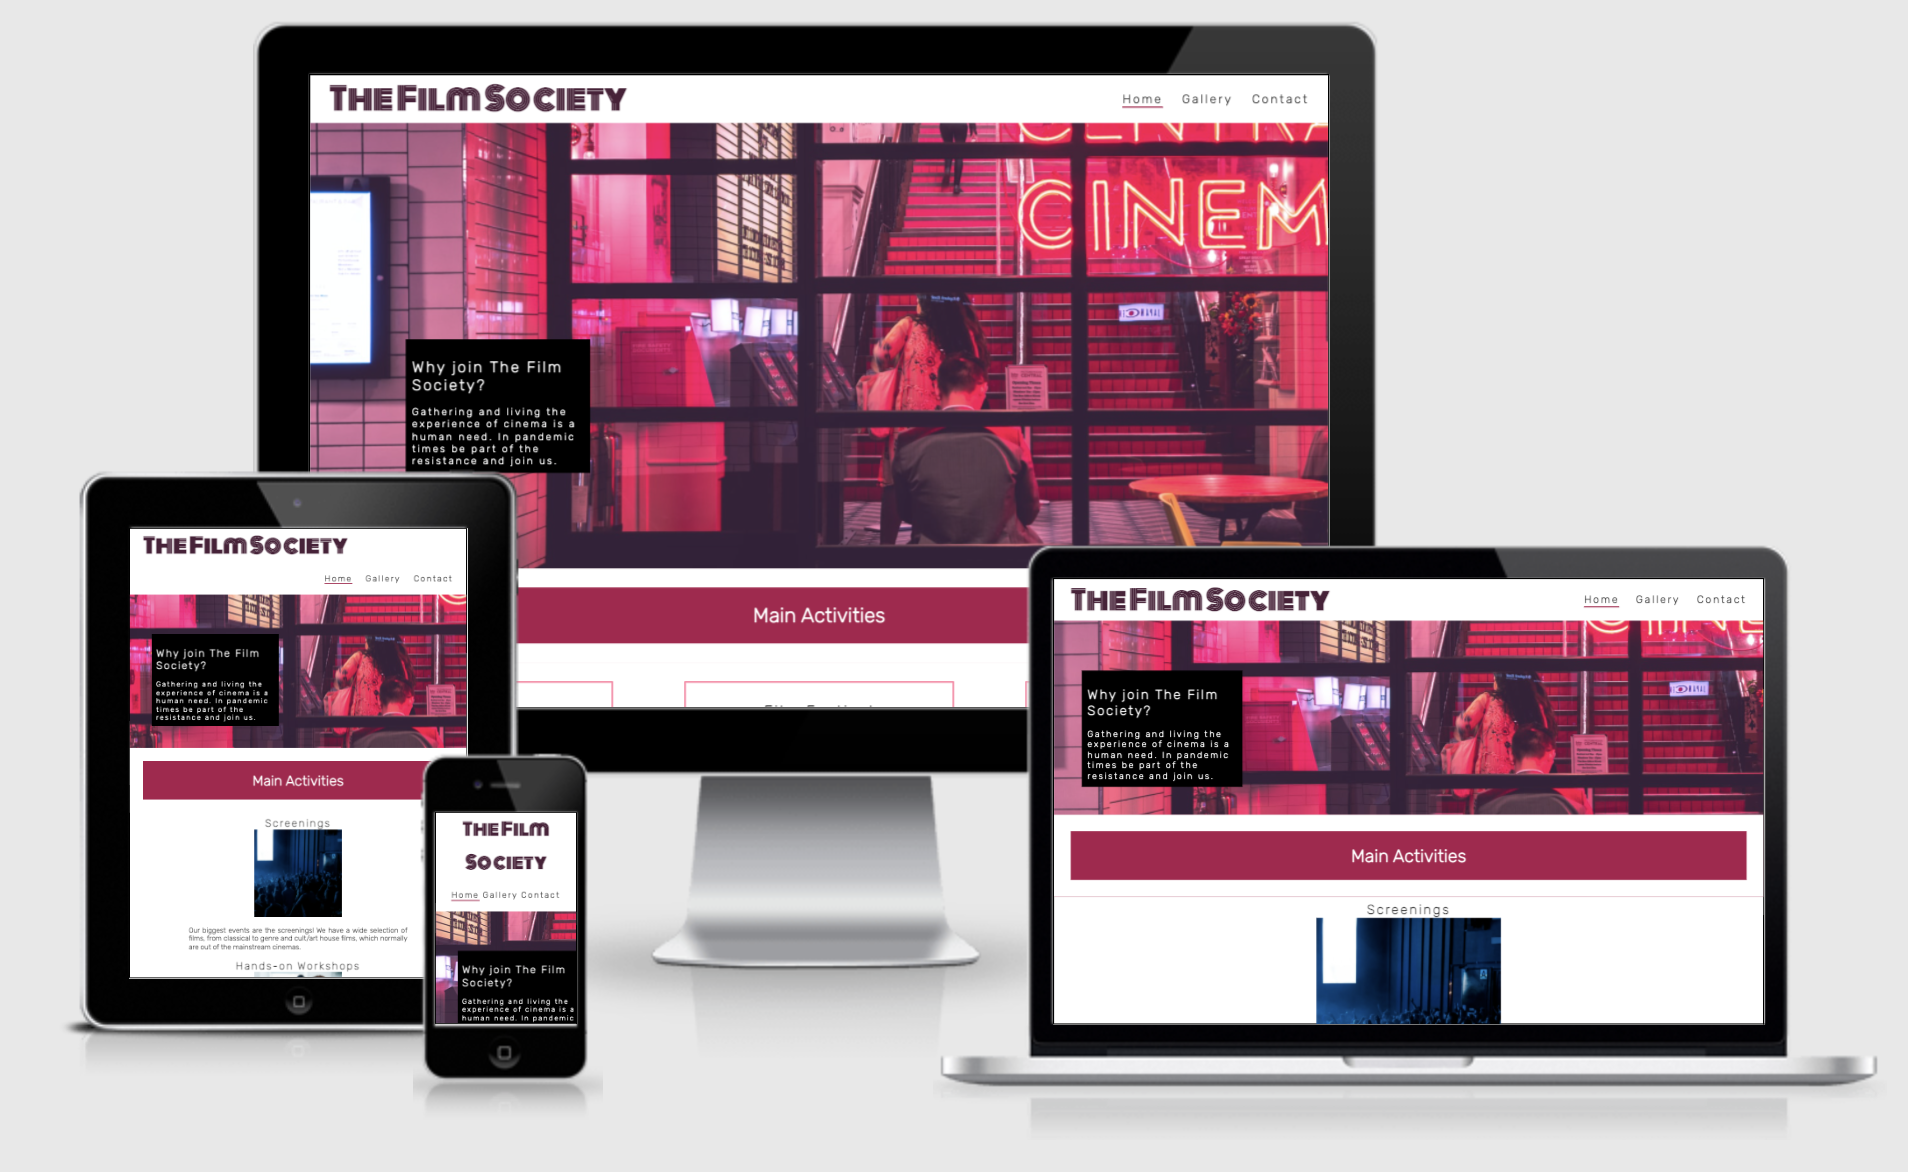 THE FILM SOCIETY
Home Gallery Contact
CINEM
Why join The Film
Society?
Gathering and living the
experience of cinema is a
human need. In pandemic
times be part of the
resistance and join us.
Main Activities
THE FILM SOCIETY
Home Gallery Contact
Why join The Film
Society?
Gathering and living the
experience of cinema is a
human need. In pandemic
times be part of the
resistance and join us.
Main Activities
Screenings
Our biggest events are the screenings! We have a wide selection of
films, from classical to genre and cult/art house films, which normally
are out of the mainstream cinemas.
Hands-on Workshops
THE FILM
SOCIETY
Home Gallery Contact
Why join The Film
Society?
Gathering and living the
experience of cinema is a
human need. In pandemic
THE FILM SOCIETY
Home Gallery Contact
Why join The Film
Society?
Gathering and living the
experience of cinema is a
human need. In pandemic
times be part of the
resistance and join us.
Main Activities
Screenings